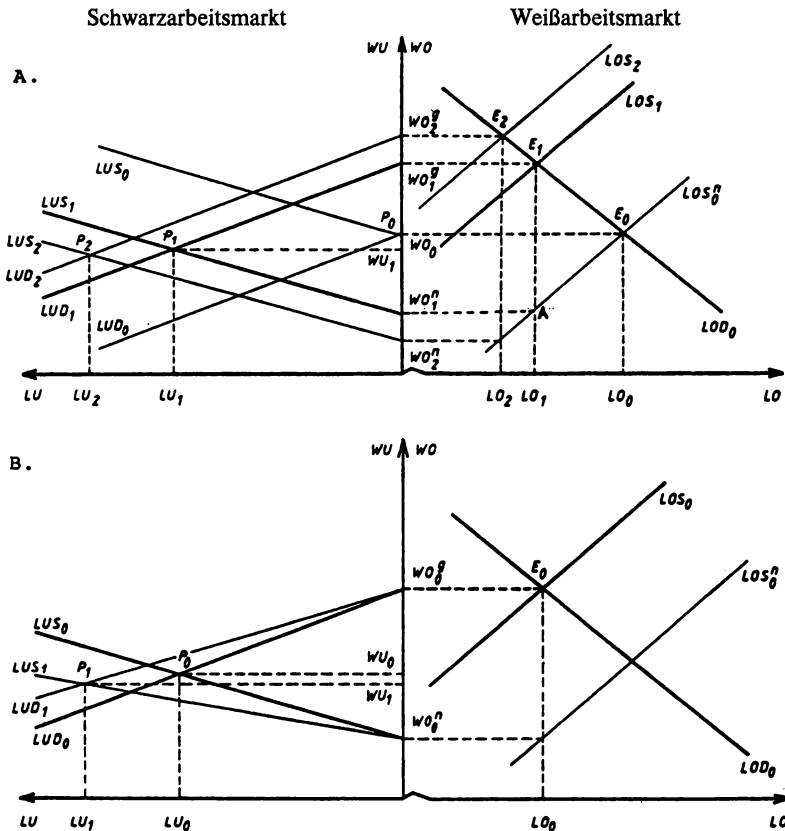 Schwarzarbeitsmarkt Weißarbeitsmarkt
A.
WU WO
LOS₂
LOS₁
WO₂ᵍ
E₂
E₁
WO₁ᵍ
LUS₀
LOS₀ⁿ
LUS₁
P₀
E₀
LUS₂ P₂ P₁
WO₀
WU₁
LUD₂
LUD₁
WO₁ⁿ
A
LUD₀
LOD₀
WO₂ⁿ
LU LU₂ LU₁ LO₂ LO₁ LO₀ LO
B.
WU WO
LOS₀
WO₀ᵍ
E₀
LOS₀ⁿ
LUS₀
P₀
LUS₁ P₁
WU₀
WU₁
LUD₁
LUD₀
WO₀ⁿ
LOD₀
LU LU₁ LU₀ LO₀ LO